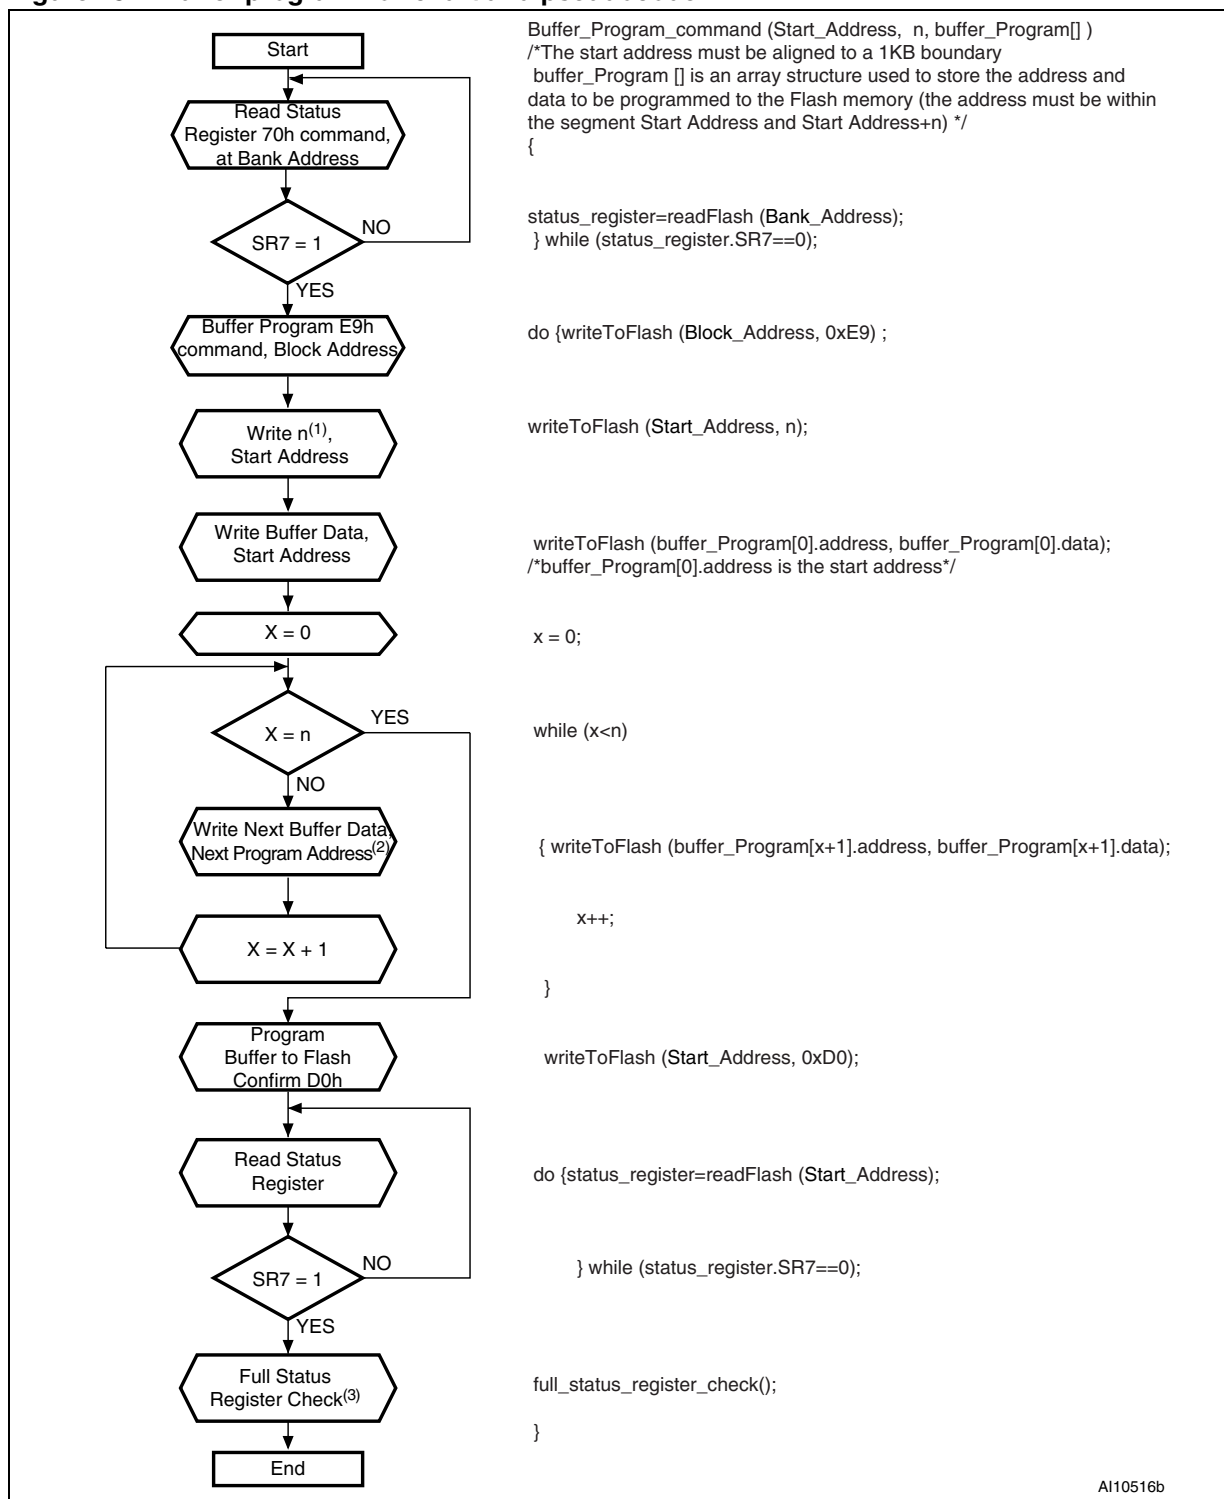 Start
Read Status
Register 70h command,
at Bank Address
SR7 = 1
NO
YES
Buffer Program E9h
command, Block Address
Write n(1),
Start Address
Write Buffer Data,
Start Address
X = 0
X = n
YES
NO
Write Next Buffer Data,
Next Program Address(2)
X = X + 1
Program
Buffer to Flash
Confirm D0h
Read Status
Register
SR7 = 1
NO
YES
Full Status
Register Check(3)
End
Buffer_Program_command (Start_Address, n, buffer_Program[] )
/*The start address must be aligned to a 1KB boundary
buffer_Program [] is an array structure used to store the address and
data to be programmed to the Flash memory (the address must be within
the segment Start Address and Start Address+n) */
{
status_register=readFlash (Bank_Address);
} while (status_register.SR7==0);
do {writeToFlash (Block_Address, 0xE9) ;
writeToFlash (Start_Address, n);
writeToFlash (buffer_Program[0].address, buffer_Program[0].data);
/*buffer_Program[0].address is the start address*/
x = 0;
while (x<n)
{ writeToFlash (buffer_Program[x+1].address, buffer_Program[x+1].data);
x++;
}
writeToFlash (Start_Address, 0xD0);
do {status_register=readFlash (Start_Address);
} while (status_register.SR7==0);
full_status_register_check();
}
AI10516b